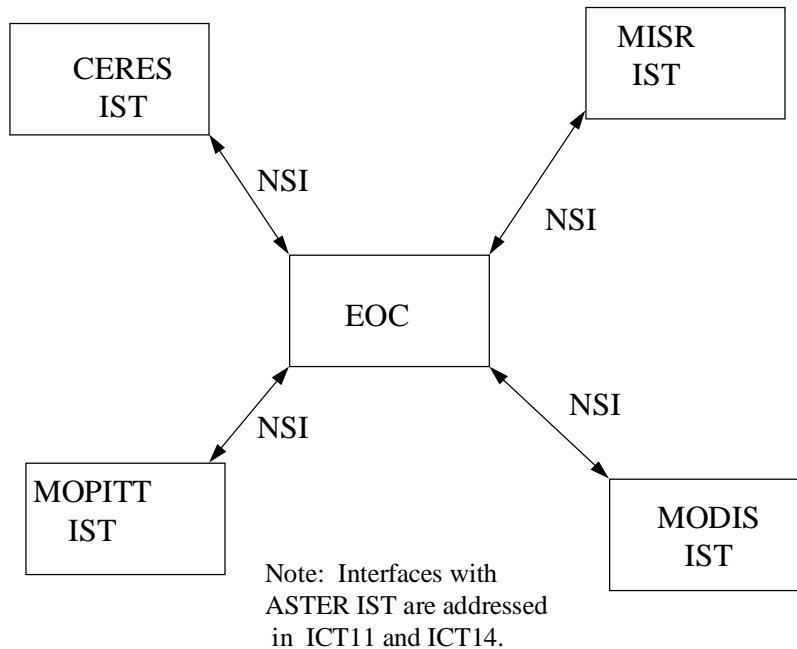 CERES
IST
MISR
IST
NSI
NSI
EOC
NSI
NSI
MOPITT
IST
MODIS
IST
Note: Interfaces with
ASTER IST are addressed
in ICT11 and ICT14.